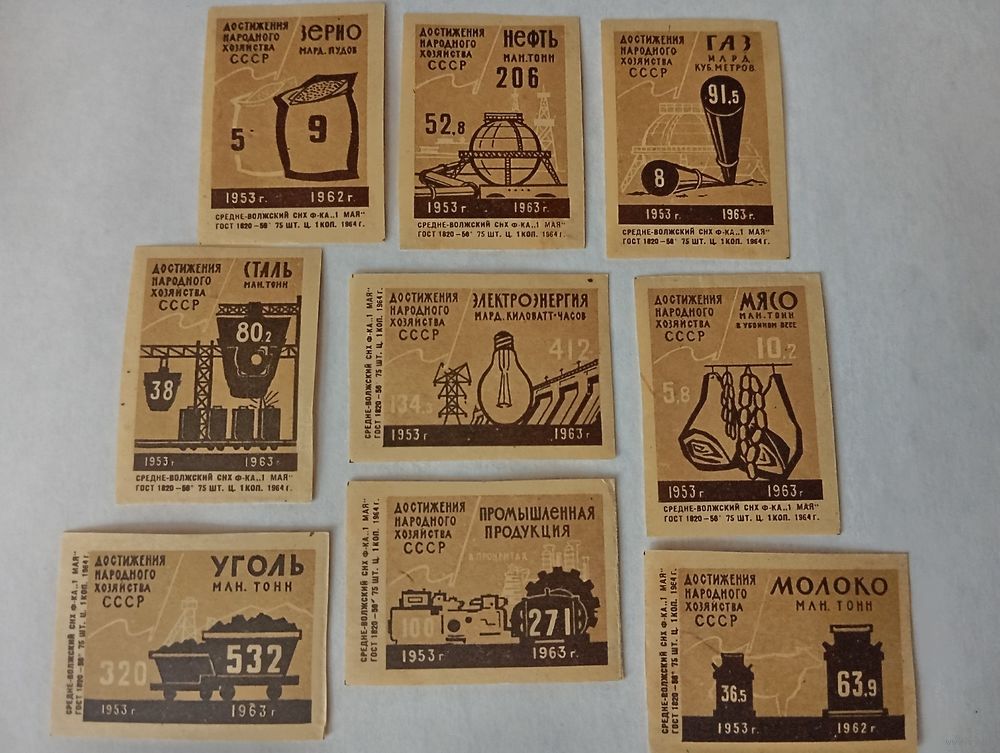 ДОСТИЖЕНИЯ
НАРОДНОГО
ХОЗЯЙСТВА
СССР
ЗЕРНО
МЛРД. ПУДОВ
5
9
1953 г. 1962 г.
СРЕДНЕ-ВОЛЖСКИЙ СНХ Ф-КА „1 МАЯ“
ГОСТ 1820-56* 75 ШТ. Ц. 1 КОП. 1964 г.
ДОСТИЖЕНИЯ
НАРОДНОГО
ХОЗЯЙСТВА
СССР
НЕФТЬ
МЛН. ТОНН
206
52,8
1953 г. 1963 г.
СРЕДНЕ-ВОЛЖСКИЙ СНХ Ф-КА „1 МАЯ“
ГОСТ 1820-56* 75 ШТ. Ц. 1 КОП. 1964 г.
ДОСТИЖЕНИЯ
НАРОДНОГО
ХОЗЯЙСТВА
СССР
ГАЗ
МЛРД.
КУБ. МЕТРОВ
91,5
8
1953 г. 1963 г.
СРЕДНЕ-ВОЛЖСКИЙ СНХ Ф-КА „1 МАЯ“
ГОСТ 1820-56* 75 ШТ. Ц. 1 КОП. 1964 г.
ДОСТИЖЕНИЯ
НАРОДНОГО
ХОЗЯЙСТВА
СССР
СТАЛЬ
МЛН. ТОНН
80,2
38
1953 г 1963 г
СРЕДНЕ-ВОЛЖСКИЙ СНХ Ф-КА „1 МАЯ“
ГОСТ 1820-56* 75 ШТ. Ц. 1 КОП. 1964 г.
СРЕДНЕ-ВОЛЖСКИЙ СНХ Ф-КА „1 МАЯ“
ГОСТ 1820-56* 75 ШТ. Ц. 1 КОП. 1964 г.
ДОСТИЖЕНИЯ
НАРОДНОГО
ХОЗЯЙСТВА
СССР
ЭЛЕКТРОЭНЕРГИЯ
МЛРД. КИЛОВАТТ-ЧАСОВ
412
134,3
1953 г 1963 г.
ДОСТИЖЕНИЯ
НАРОДНОГО
ХОЗЯЙСТВА
СССР
МЯСО
МЛН. ТОНН
В УБОЙНОМ ВЕСЕ
10,2
5,8
1953 г 1963 г.
СРЕДНЕ-ВОЛЖСКИЙ СНХ Ф-КА „1 МАЯ“
ГОСТ 1820-56* 75 ШТ. Ц. 1 КОП. 1964 г.
СРЕДНЕ-ВОЛЖСКИЙ СНХ Ф-КА „1 МАЯ“
ГОСТ 1820-56* 75 ШТ. Ц. 1 КОП. 1964 г.
ДОСТИЖЕНИЯ
НАРОДНОГО
ХОЗЯЙСТВА
СССР
УГОЛЬ
МЛН. ТОНН
320
532
1953 г 1963 г
СРЕДНЕ-ВОЛЖСКИЙ СНХ Ф-КА „1 МАЯ“
ГОСТ 1820-56* 75 ШТ. Ц. 1 КОП. 1964 г.
ДОСТИЖЕНИЯ
НАРОДНОГО
ХОЗЯЙСТВА
СССР
ПРОМЫШЛЕННАЯ
ПРОДУКЦИЯ
В ПРОЦЕНТАХ
100
271
1953 г. 1963 г.
СРЕДНЕ-ВОЛЖСКИЙ СНХ Ф-КА „1 МАЯ“
ГОСТ 1820-56* 75 ШТ. Ц. 1 КОП. 1964 г.
ДОСТИЖЕНИЯ
НАРОДНОГО
ХОЗЯЙСТВА
СССР
МОЛОКО
МЛН. ТОНН
36,5
63,9
1953 г. 1962 г.